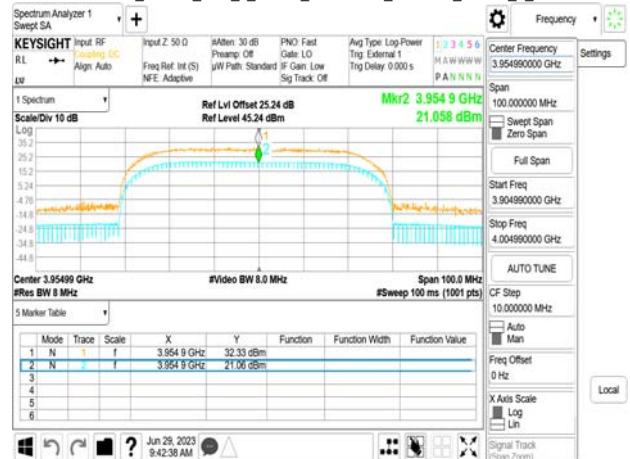 Spectrum Analyzer 1
Swept SA
+
Frequency
KEYSIGHT Input: RF Input Z: 50 Ω #Atten: 30 dB PNO: Fast Avg Type: Log-Power 1 2 3 4 5 6
RL Coupling: DC Preamp: Off Gate: LO Trig: External 1 M A W W W W
Align: Auto Freq Ref: Int (S) µW Path: Standard IF Gain: Low Trig Delay: 0.000 s
NFE: Adaptive Sig Track: Off P A N N N N
1 Spectrum
Scale/Div 10 dB
Ref Lvl Offset 25.24 dB
Ref Level 45.24 dBm
Mkr2 3.954 9 GHz
21.058 dBm
Log
35.2
25.2
15.2
5.24
-4.76
-14.8
-24.8
-34.8
-44.8
1
2
Center 3.95499 GHz #Video BW 8.0 MHz Span 100.0 MHz
#Res BW 8 MHz #Sweep 100 ms (1001 pts)
5 Marker Table
Mode Trace Scale X Y Function Function Width Function Value
1 N 1 f 3.954 9 GHz 32.33 dBm
2 N 2 f 3.954 9 GHz 21.06 dBm
3
4
5
6
Jun 29, 2023
9:42:38 AM
?
Center Frequency
3.954990000 GHz
Settings
Span
100.000000 MHz
Swept Span
Zero Span
Full Span
Start Freq
3.904990000 GHz
Stop Freq
4.004990000 GHz
AUTO TUNE
CF Step
10.000000 MHz
Auto
Man
Freq Offset
0 Hz
X Axis Scale
Log
Lin
Local
Signal Track
(Span Zoom)